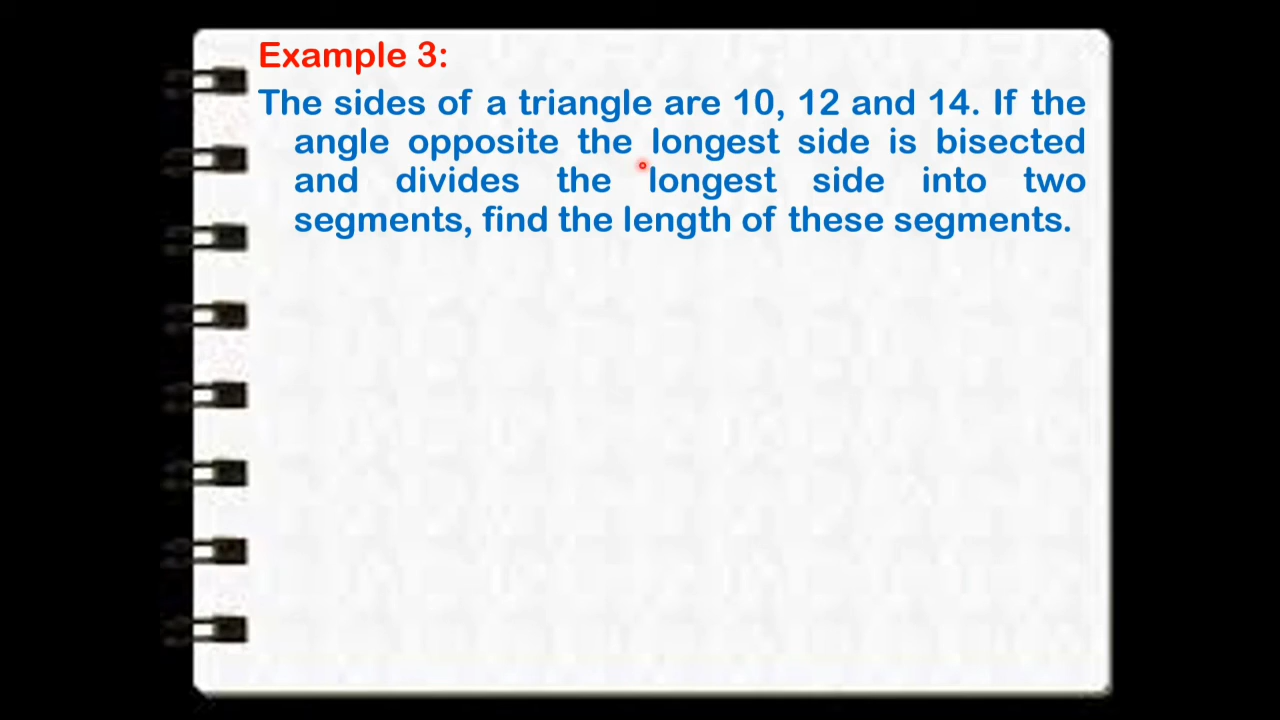 Example 3:
The sides of a triangle are 10, 12 and 14. If the
angle opposite the longest side is bisected
and divides the longest side into two
segments, find the length of these segments.